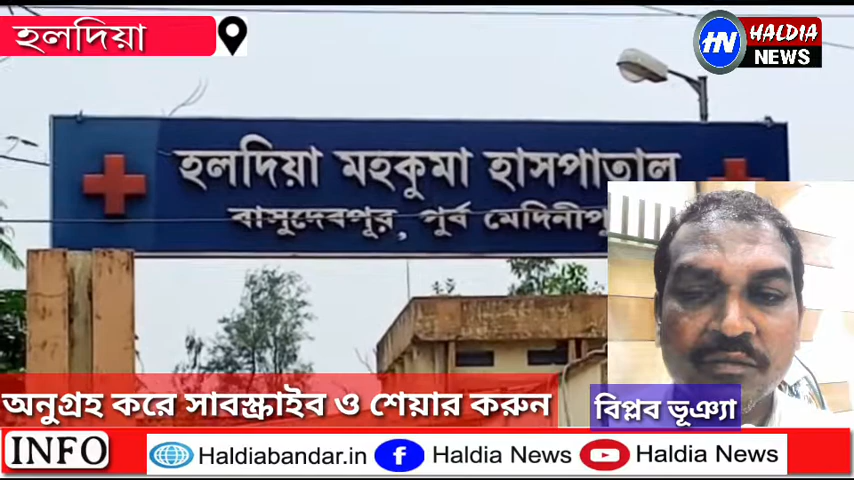 হলদিয়া
HN HALDIA
NEWS
হলদিয়া মহকুমা হাসপাতাল
বাসুদেবপুর, পূর্ব
অনুগ্রহ করে সাবস্ক্রাইব ও শেয়ার করুন
বিপ্লব ভূঞ্যা
INFO
Haldiabandar.in
Haldia News
Haldia News